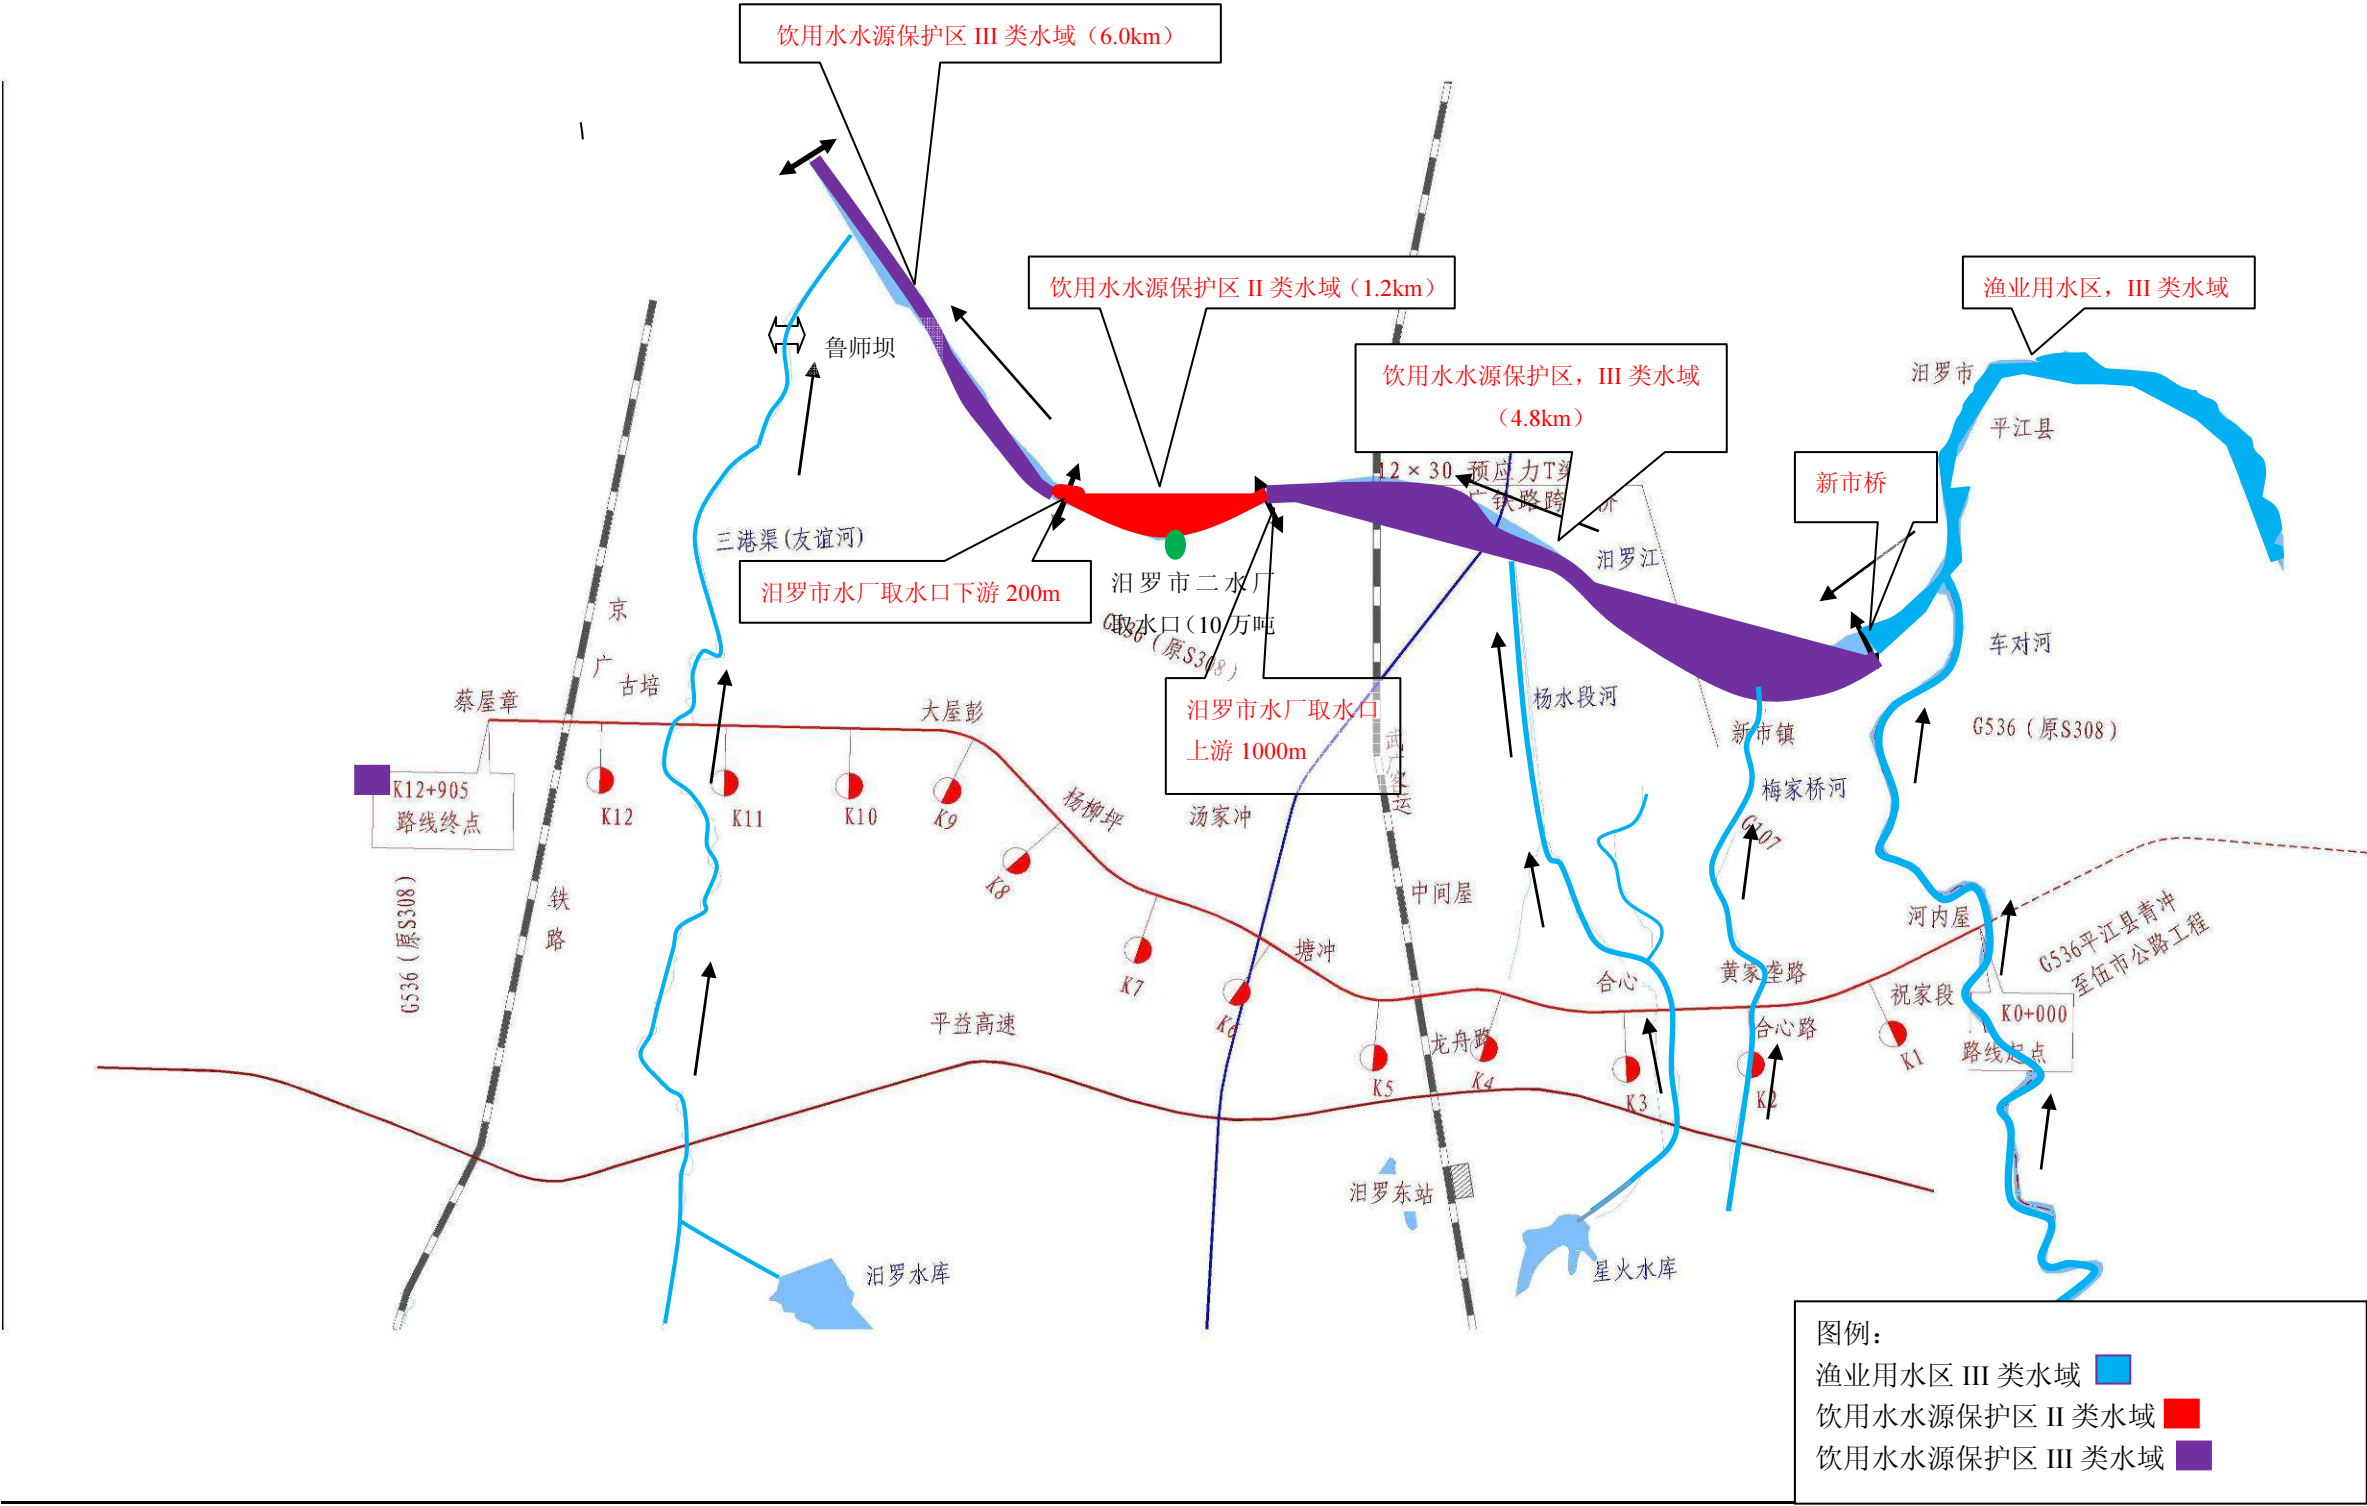 饮用水水源保护区 III 类水域（6.0km）
饮用水水源保护区 II 类水域（1.2km）
渔业用水区，III 类水域
鲁师坝
饮用水水源保护区，III 类水域
（4.8km）
汨罗市
平江县
12×30 预应力T
广铁路跨
桥
新市桥
三港渠(友谊河)
汨罗江
汨罗市水厂取水口下游 200m
汨罗市二水厂
取水口（10 万吨
G536（原S308）
京
广
铁
路
古培
蔡屋章
大屋彭
汨罗市水厂取水口
上游 1000m
武
广
客
运
杨水段河
车对河
新市镇
G536（原S308）
梅家桥河
G107
K12+905
路线终点
K12
K11
K10
K9
杨柳坪
汤家冲
K8
G536（原S308）
中间屋
河内屋
G536平江县青冲
至伍市公路工程
塘冲
K7
合心
黄家垄路
祝家段
K0+000
路线起点
K6
平益高速
龙舟路
合心路
K5
K4
K3
K2
K1
汨罗东站
汨罗水库
星火水库
图例：
渔业用水区 III 类水域
饮用水水源保护区 II 类水域
饮用水水源保护区 III 类水域